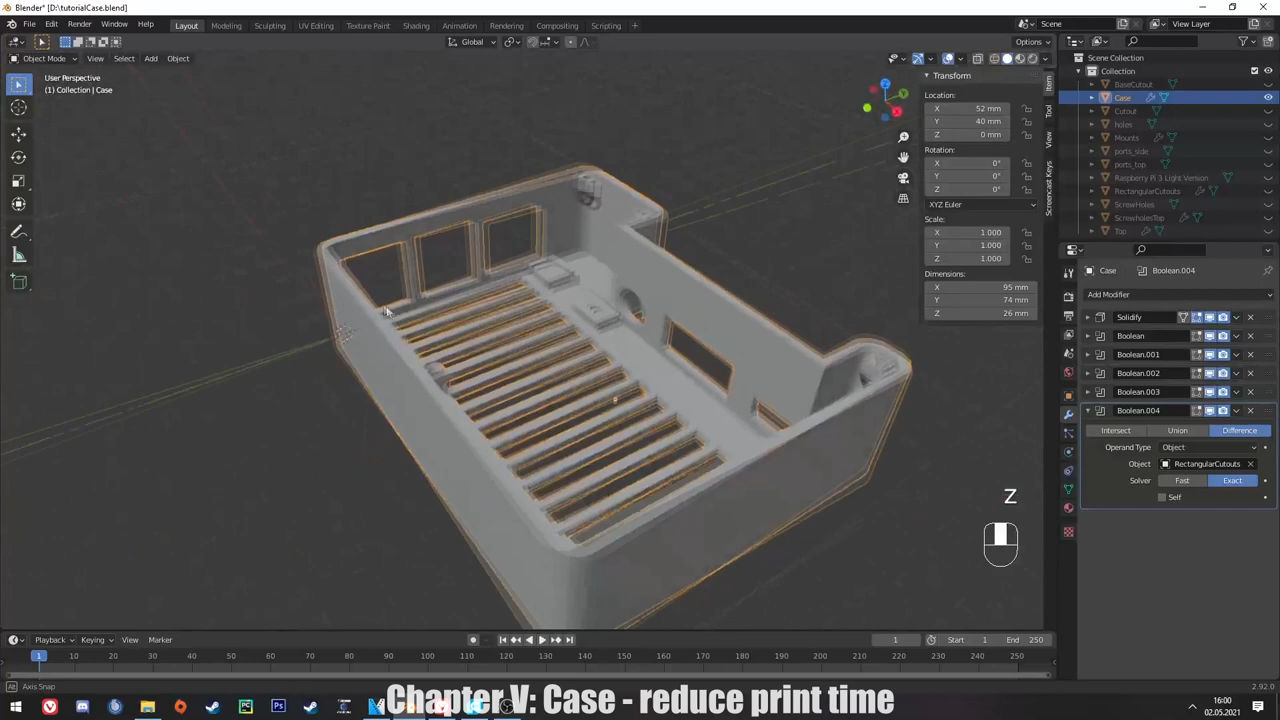 Blender* [D:\tutorialCase.blend]
File Edit Render Window Help Layout Modeling Sculpting UV Editing Texture Paint Shading Animation Rendering Compositing Scripting + Scene View Layer
Global Options
Object Mode View Select Add Object
User Perspective
(1) Collection | Case
Transform
Location:
X 52 mm
Y 40 mm
Z 0 mm
Rotation:
X 0°
Y 0°
Z 0°
XYZ Euler
Scale:
X 1.000
Y 1.000
Z 1.000
Dimensions:
X 95 mm
Y 74 mm
Z 26 mm
Item
Tool
View
Screencast Keys
Scene Collection
Collection
BaseCutout
Case
Cutout
holes
Mounts
ports_side
ports_top
Raspberry Pi 3 Light Version
RectangularCutouts
ScrewHoles
ScrewholesTop
Top
Case Boolean.004
Add Modifier
Solidify
Boolean
Boolean.001
Boolean.002
Boolean.003
Boolean.004
Intersect Union Difference
Operand Type Object
Object RectangularCutouts
Solver Fast Exact
Self
Z
Playback Keying View Marker 1 Start 1 End 250
1 10 20 30 40 50 60 70 80 90 100 110 120 130 140 150 160 170 180 190 200 210 220 230 240 250
Axis Snap 2.92.0
Chapter V: Case - reduce print time
16:00
02.05.2021